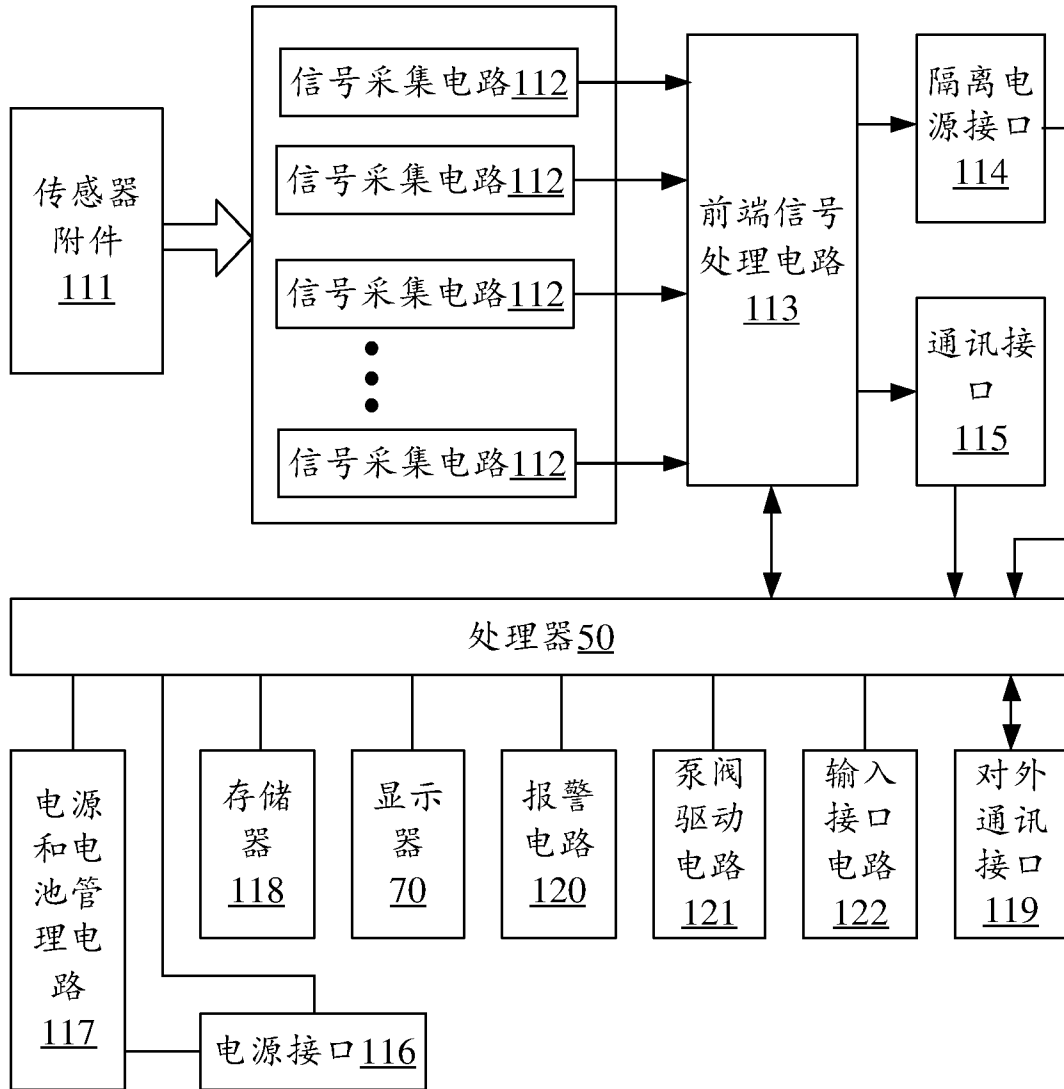 传感器
附件
111
信号采集电路112
信号采集电路112
信号采集电路112
信号采集电路112
前端信号
处理电路
113
隔离电
源接口
114
通讯接
口
115
处理器50
电源
和电
池管
理电
路
117
存储
器
118
显示
器
70
报警
电路
120
泵阀
驱动
电路
121
输入
接口
电路
122
对外
通讯
接口
119
电源接口116